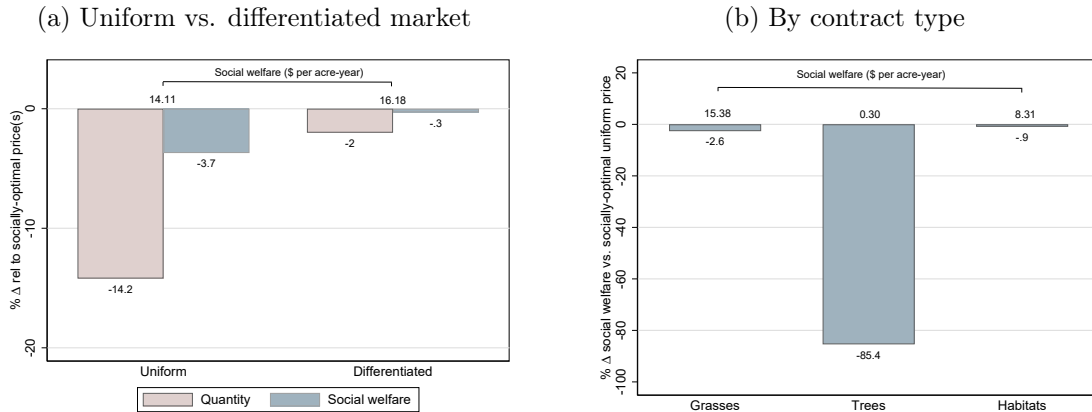 (a) Uniform vs. differentiated market
Social welfare ($ per acre-year)
14.11
16.18
0
-10
-20
% Δ rel to socially-optimal price(s)
-14.2
-3.7
-2
-.3
Uniform
Differentiated
Quantity
Social welfare
(b) By contract type
Social welfare ($ per acre-year)
15.38
0.30
8.31
20
0
-20
-40
-60
-80
-100
% Δ social welfare vs. socially-optimal uniform price
-2.6
-85.4
-.9
Grasses
Trees
Habitats